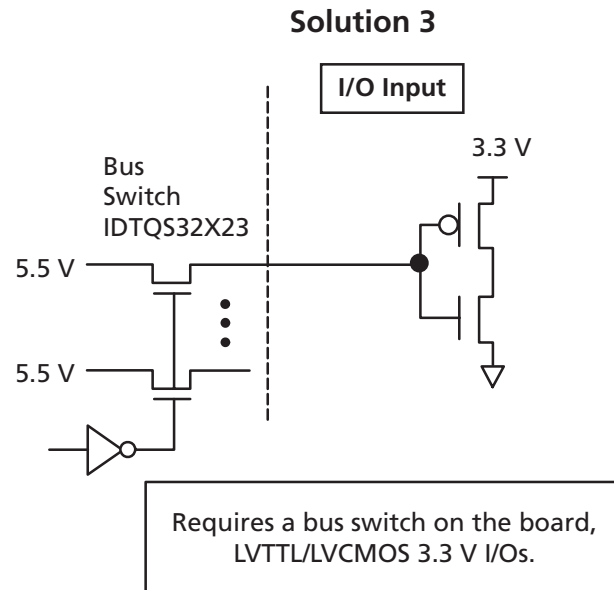 Solution 3
I/O Input
3.3 V
Bus
Switch
IDTQS32X23
5.5 V
5.5 V
Requires a bus switch on the board,
LVTTL/LVCMOS 3.3 V I/Os.